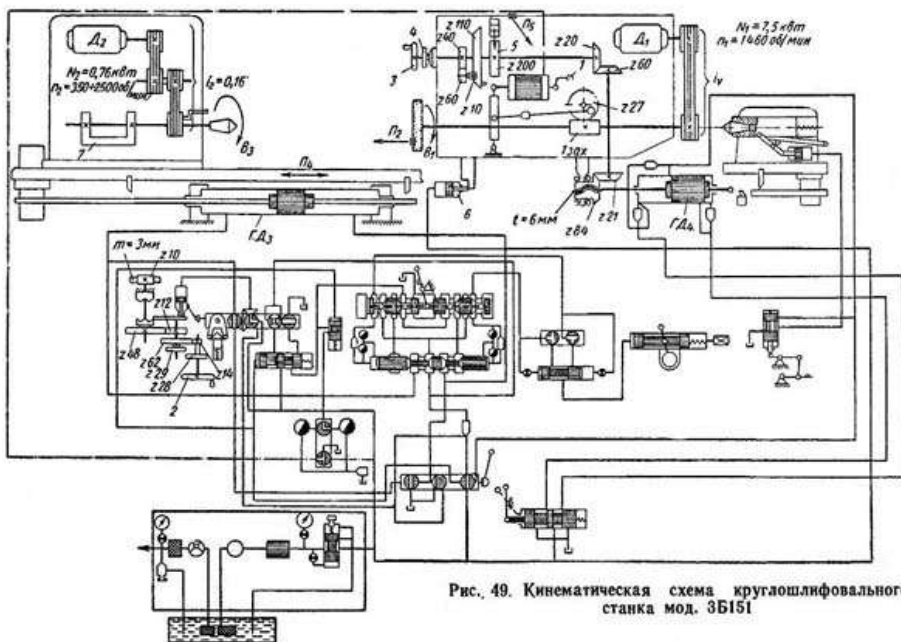 Д2
N2=0,76квт
n2=350÷2500об/мин
i2=0,16
В3
7
П4
ГД3
z110
z40
4
3
z60
z10
5
П5
z200
1
z20
z60
Д1
N1=7,5квт
n1=1460об/мин
iv
z27
П2
В1
1зах
6
t=6мм
z84
z21
ГД4
m=3мм
z10
z12
z48
z62
z29
z28
z14
2
Рис. 49. Кинематическая схема круглошлифовального
станка мод. 3Б151